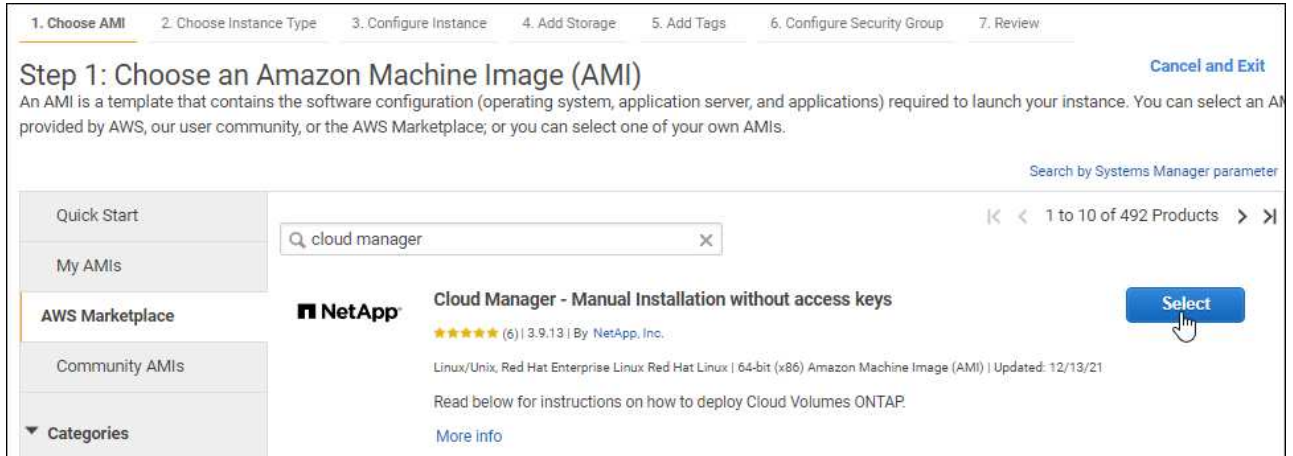 1. Choose AMI 2. Choose Instance Type 3. Configure Instance 4. Add Storage 5. Add Tags 6. Configure Security Group 7. Review
Step 1: Choose an Amazon Machine Image (AMI)
Cancel and Exit
An AMI is a template that contains the software configuration (operating system, application server, and applications) required to launch your instance. You can select an AM
provided by AWS, our user community, or the AWS Marketplace; or you can select one of your own AMIs.
Search by Systems Manager parameter
Quick Start
My AMIs
AWS Marketplace
Community AMIs
Categories
cloud manager
1 to 10 of 492 Products
NetApp
Cloud Manager - Manual Installation without access keys
(6) | 3.9.13 | By NetApp, Inc.
Linux/Unix, Red Hat Enterprise Linux Red Hat Linux | 64-bit (x86) Amazon Machine Image (AMI) | Updated: 12/13/21
Read below for instructions on how to deploy Cloud Volumes ONTAP.
More info
Select